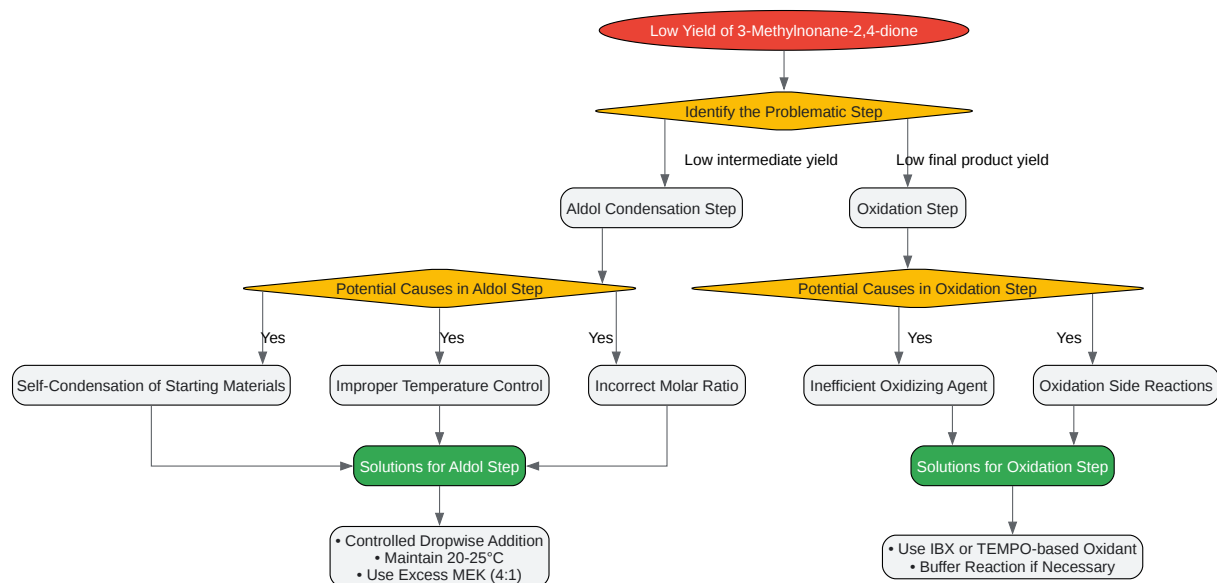 Low Yield of 3-Methylnonane-2,4-dione
Identify the Problematic Step
Low intermediate yield
Low final product yield
Aldol Condensation Step
Oxidation Step
Potential Causes in Aldol Step
Potential Causes in Oxidation Step
Yes
Yes
Yes
Yes
Yes
Self-Condensation of Starting Materials
Improper Temperature Control
Incorrect Molar Ratio
Inefficient Oxidizing Agent
Oxidation Side Reactions
Solutions for Aldol Step
Solutions for Oxidation Step
• Controlled Dropwise Addition
• Maintain 20-25°C
• Use Excess MEK (4:1)
• Use IBX or TEMPO-based Oxidant
• Buffer Reaction if Necessary